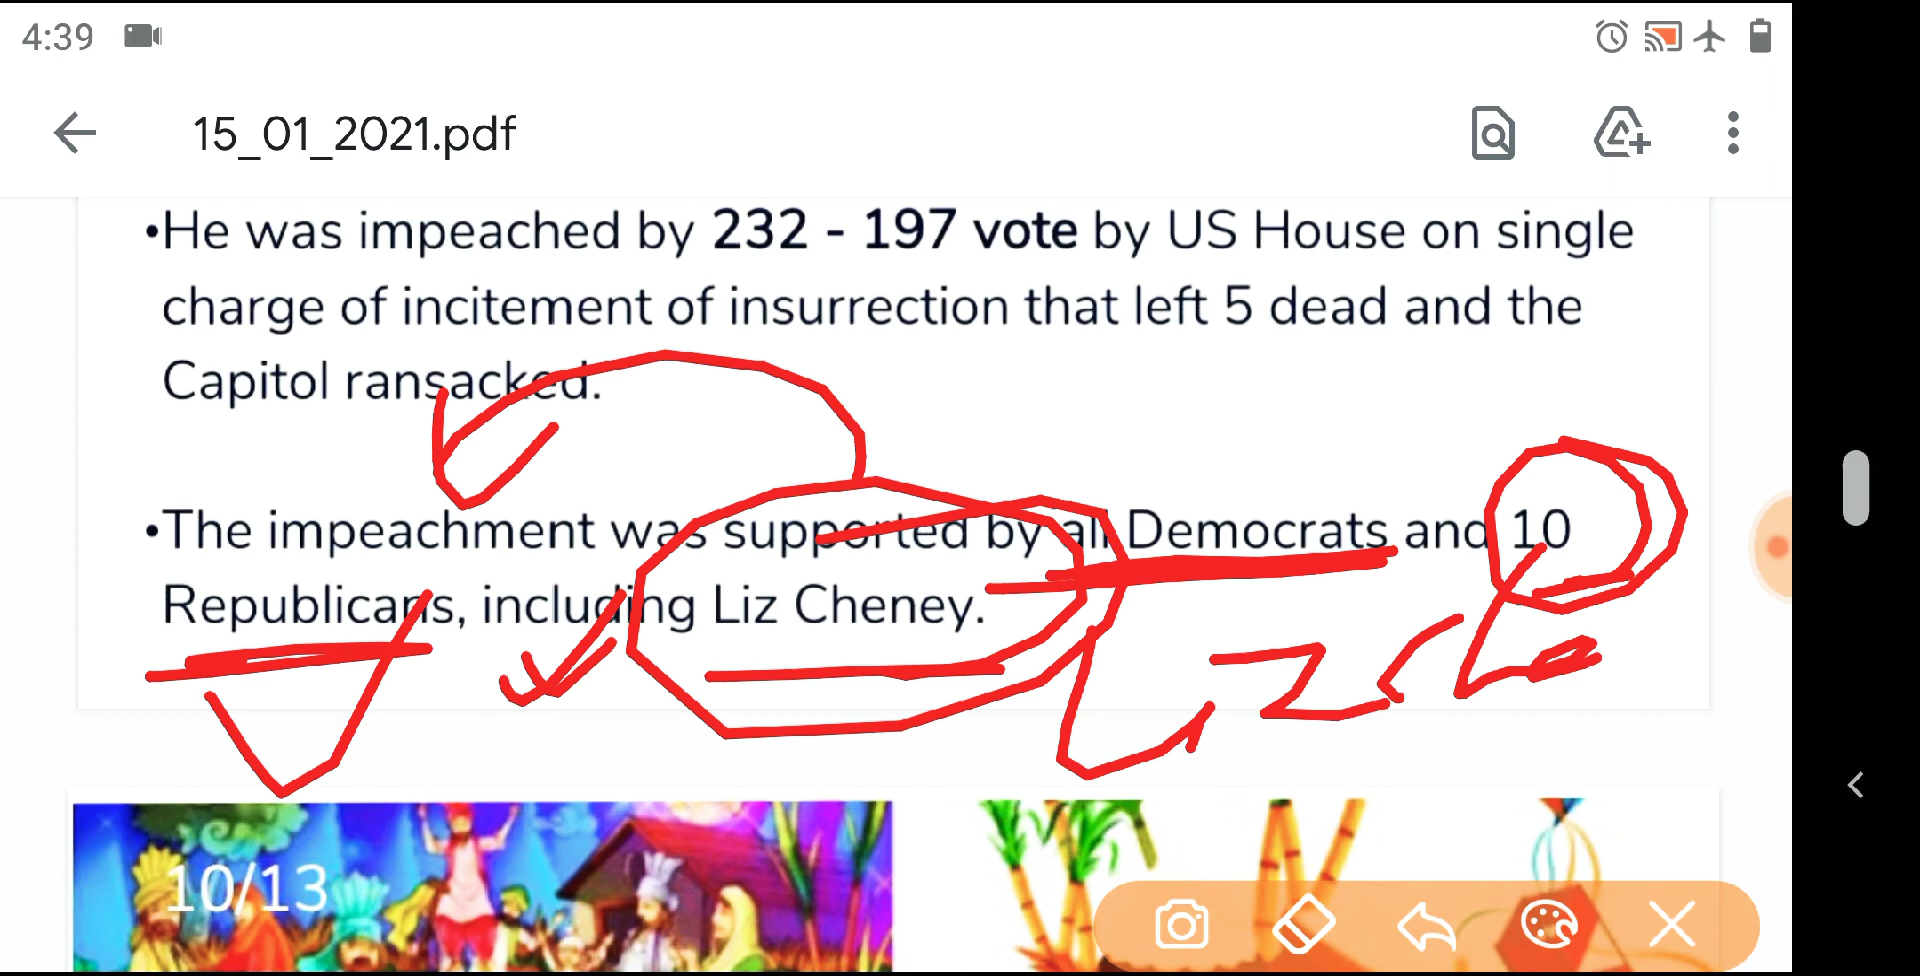 4:39
15_01_2021.pdf
•He was impeached by 232 - 197 vote by US House on single
charge of incitement of insurrection that left 5 dead and the
Capitol ransacked.
•The impeachment was supported by all Democrats and 10
Republicans, including Liz Cheney.
10/13